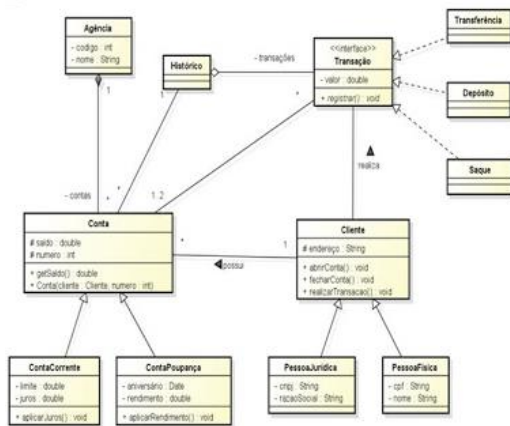 Agência
- codigo : int
- nome : String
Histórico
- transações
<<interface>>
Transação
- valor : double
+ registrar() : void
Transferência
Depósito
Saque
1
1
*
realiza
- contas
*
*
1..2
Conta
# saldo : double
# numero : int
+ getSaldo() : double
+ Conta(cliente : Cliente, numero : int)
*
possui
1
Cliente
# endereço : String
+ abrirConta() : void
+ fecharConta() : void
+ realizarTransacao() : void
ContaCorrente
- limite : double
- juros : double
+ aplicarJuros() : void
ContaPoupança
- aniversário : Date
- rendimento : double
+ aplicarRendimento() : void
PessoaJurídica
- cnpj : String
- razaoSocial : String
PessoaFísica
- cpf : String
- nome : String